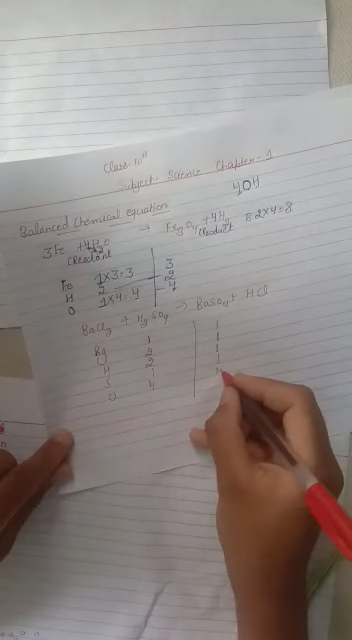 Class-10th
Subject-Science Chapter-1
Balanced Chemical equation
404
3Fe + 4H2O → Fe3O4 + 4H2
(Reactant (Product 82×4=8
Fe 1×3=3 3
H 2 2
O 1×4=4 4
BaCl2 + H2SO4 → BaSO4 + HCl
Ba 1 1
2 1
H 2 1
S 1 1
O 4